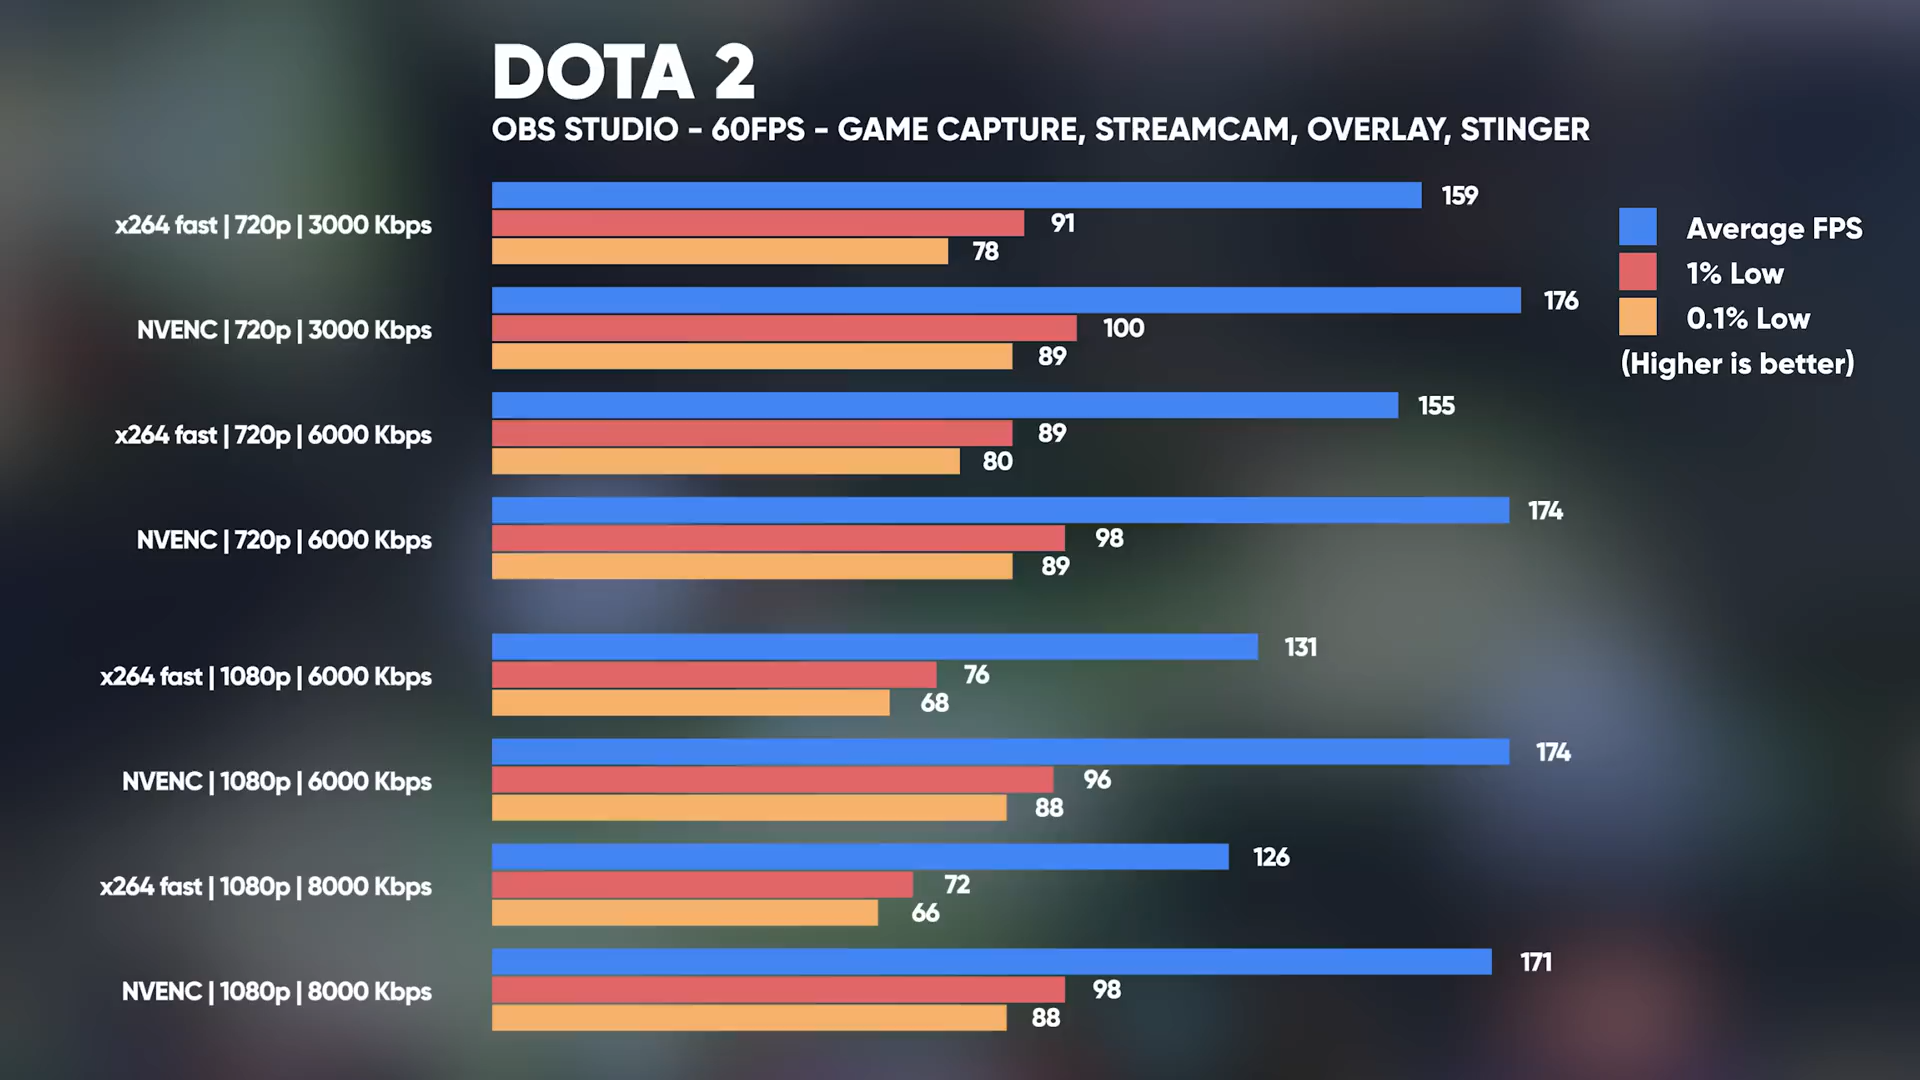 DOTA 2
OBS STUDIO - 60FPS - GAME CAPTURE, STREAMCAM, OVERLAY, STINGER
Average FPS
1% Low
0.1% Low
(Higher is better)
x264 fast | 720p | 3000 Kbps
159
91
78
NVENC | 720p | 3000 Kbps
176
100
89
x264 fast | 720p | 6000 Kbps
155
89
80
NVENC | 720p | 6000 Kbps
174
98
89
x264 fast | 1080p | 6000 Kbps
131
76
68
NVENC | 1080p | 6000 Kbps
174
96
88
x264 fast | 1080p | 8000 Kbps
126
72
66
NVENC | 1080p | 8000 Kbps
171
98
88